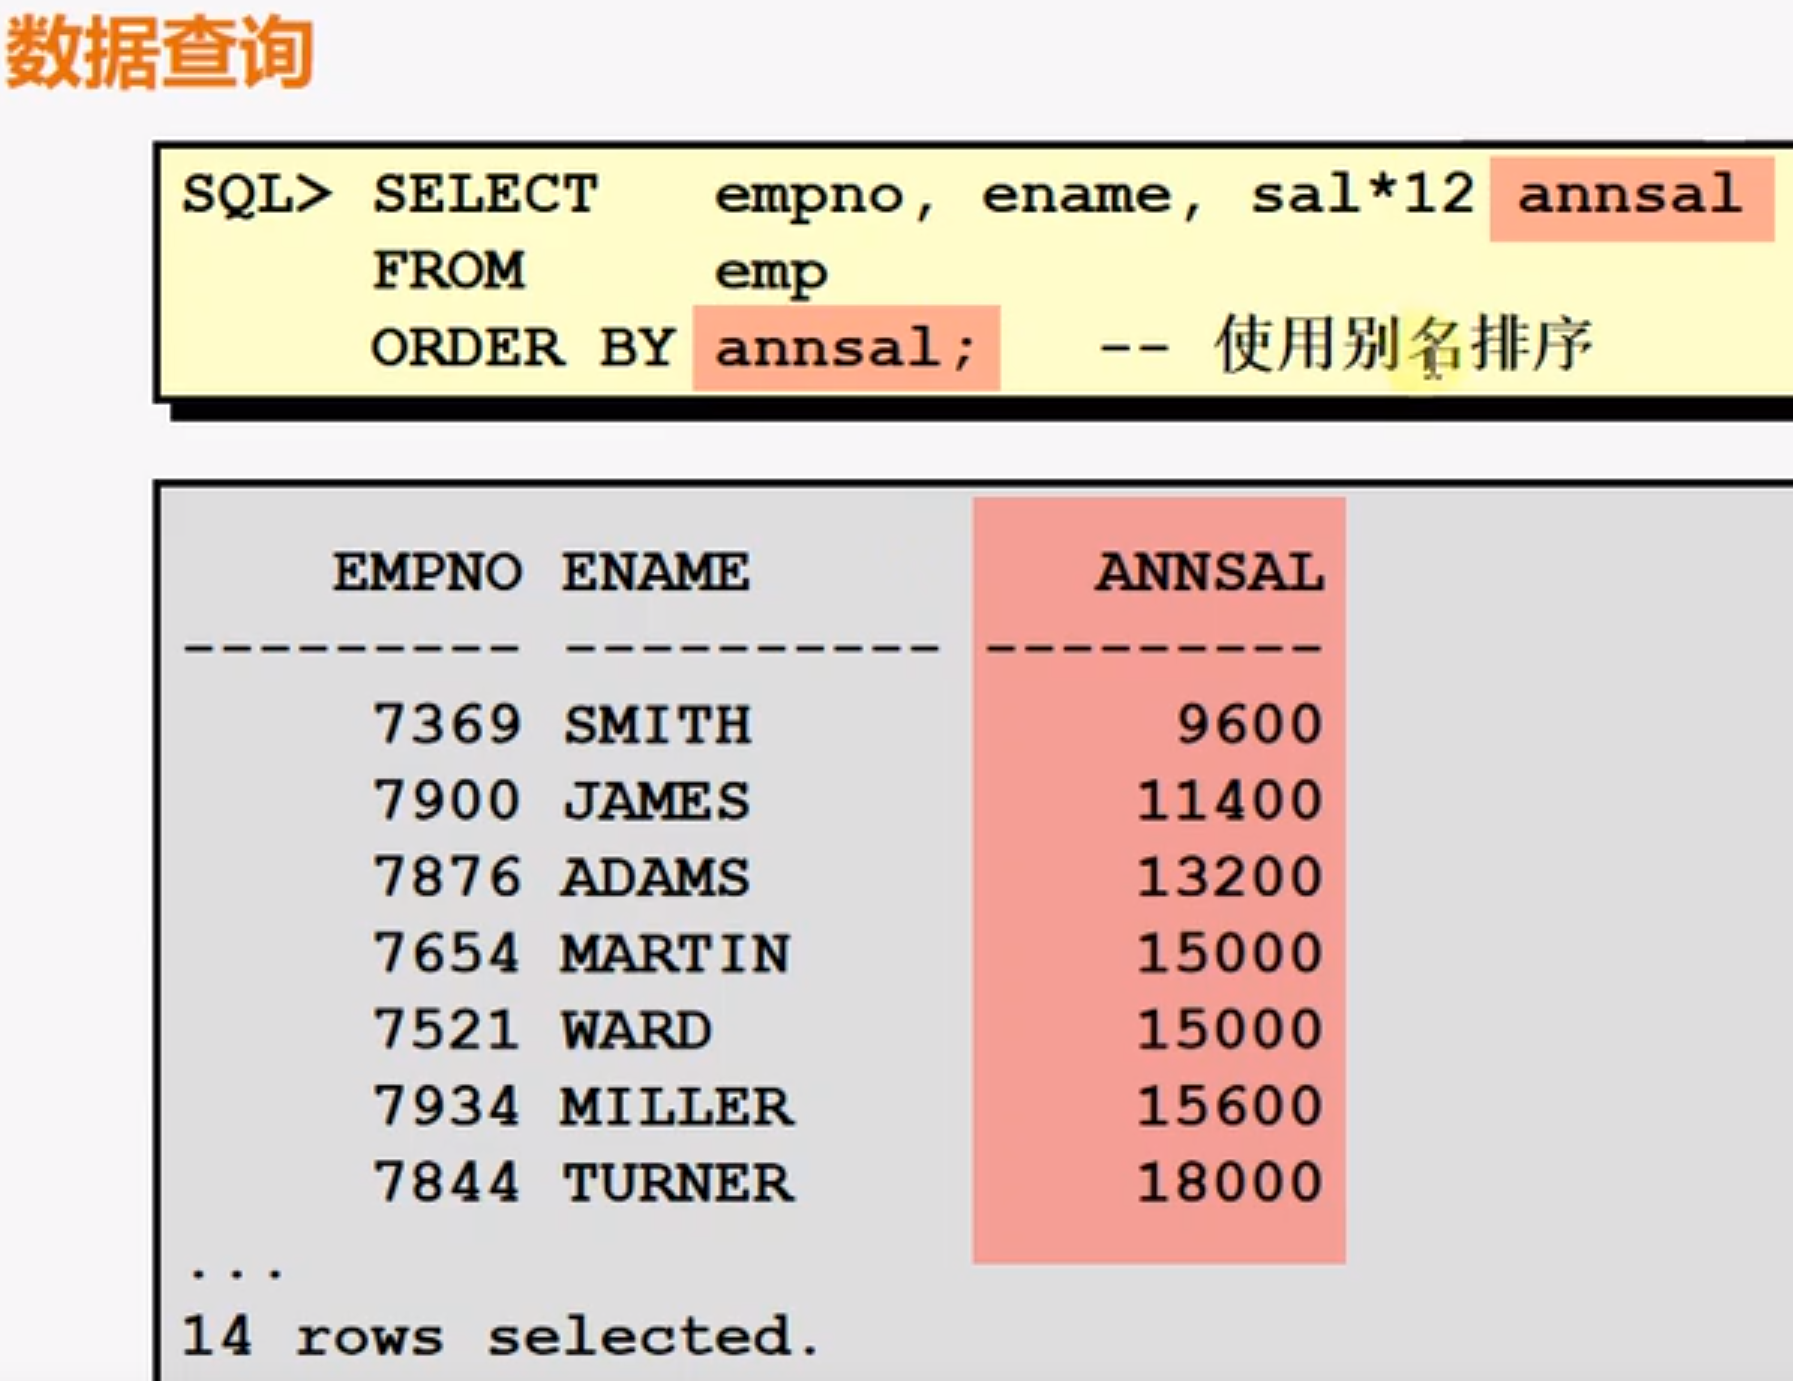 数据查询
SQL> SELECT empno, ename, sal*12 annsal
FROM emp
ORDER BY annsal; -- 使用别名排序
EMPNO ENAME ANNSAL
--------- ---------- ---------
7369 SMITH 9600
7900 JAMES 11400
7876 ADAMS 13200
7654 MARTIN 15000
7521 WARD 15000
7934 MILLER 15600
7844 TURNER 18000
...
14 rows selected.